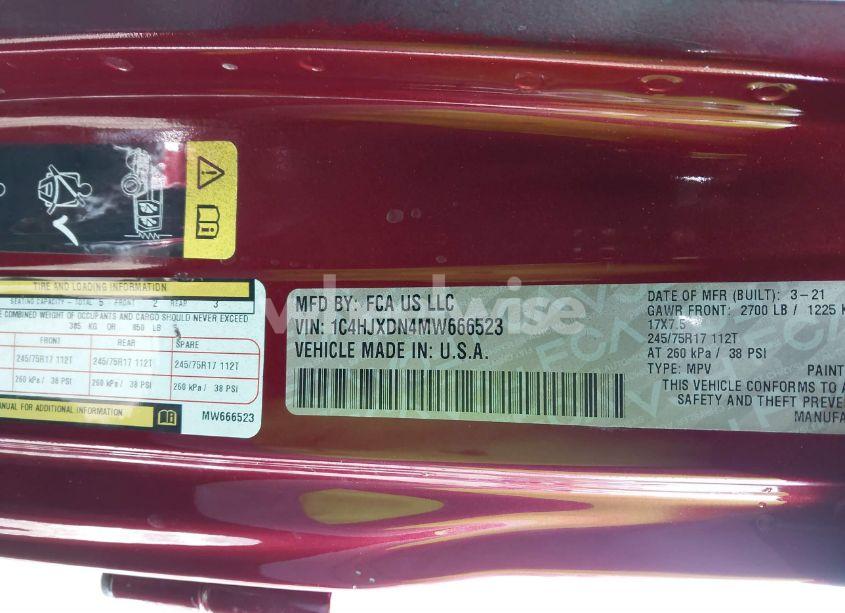 TIRE AND LOADING INFORMATION
SEATING CAPACITY - TOTAL 5 FRONT 2 REAR 3
COMBINED WEIGHT OF OCCUPANTS AND CARGO SHOULD NEVER EXCEED
385 KG OR 850 LB
FRONT REAR SPARE
245/75R17 112T 245/75R17 112T 245/75R17 112T
260 kPa / 38 PSI 260 kPa / 38 PSI 260 kPa / 38 PSI
MANUAL FOR ADDITIONAL INFORMATION
MW666523
MFD BY: FCA US LLC
VIN: 1C4HJXDN4MW666523
VEHICLE MADE IN: U.S.A.
DATE OF MFR (BUILT): 3-21
GAWR FRONT: 2700 LB / 1225 K
17X7.5
245/75R17 112T
AT 260 kPa / 38 PSI
TYPE: MPV PAINT
THIS VEHICLE CONFORMS TO A
SAFETY AND THEFT PREVE
MANUFA